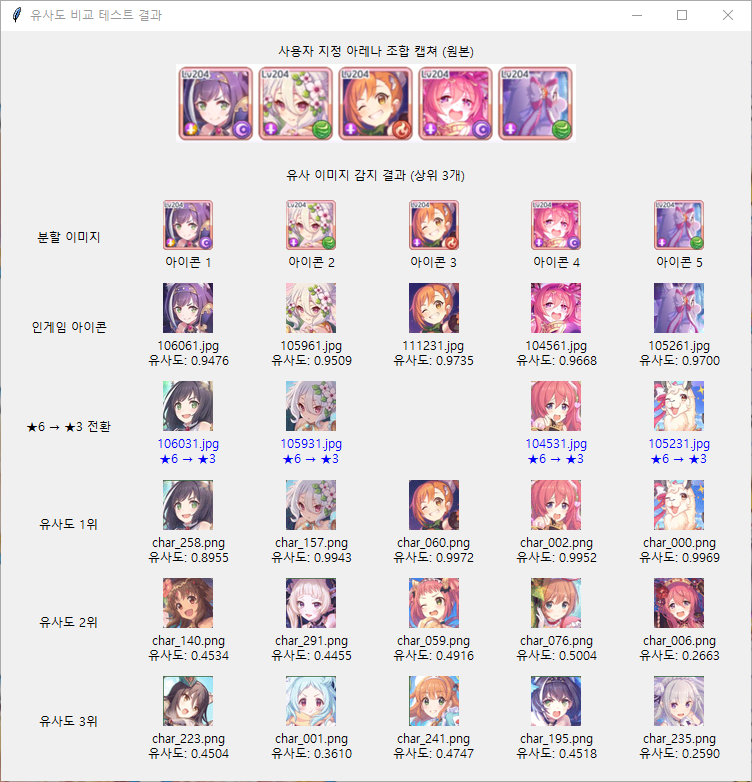 유사도 비교 테스트 결과
사용자 지정 아레나 조합 캡쳐 (원본)
Lv204 Lv204 Lv204 Lv204 Lv204
유사 이미지 감지 결과 (상위 3개)
Lv204 Lv204 Lv204 Lv204 Lv204
분할 이미지
아이콘 1 아이콘 2 아이콘 3 아이콘 4 아이콘 5
인게임 아이콘
106061.jpg 105961.jpg 111231.jpg 104561.jpg 105261.jpg
유사도: 0.9476 유사도: 0.9509 유사도: 0.9735 유사도: 0.9668 유사도: 0.9700
★6 → ★3 전환
106031.jpg 105931.jpg 104531.jpg 105231.jpg
★6 → ★3 ★6 → ★3 ★6 → ★3 ★6 → ★3
유사도 1위
char_258.png char_157.png char_060.png char_002.png char_000.png
유사도: 0.8955 유사도: 0.9943 유사도: 0.9972 유사도: 0.9952 유사도: 0.9969
유사도 2위
char_140.png char_291.png char_059.png char_076.png char_006.png
유사도: 0.4534 유사도: 0.4455 유사도: 0.4916 유사도: 0.5004 유사도: 0.2663
유사도 3위
char_223.png char_001.png char_241.png char_195.png char_235.png
유사도: 0.4504 유사도: 0.3610 유사도: 0.4747 유사도: 0.4518 유사도: 0.2590